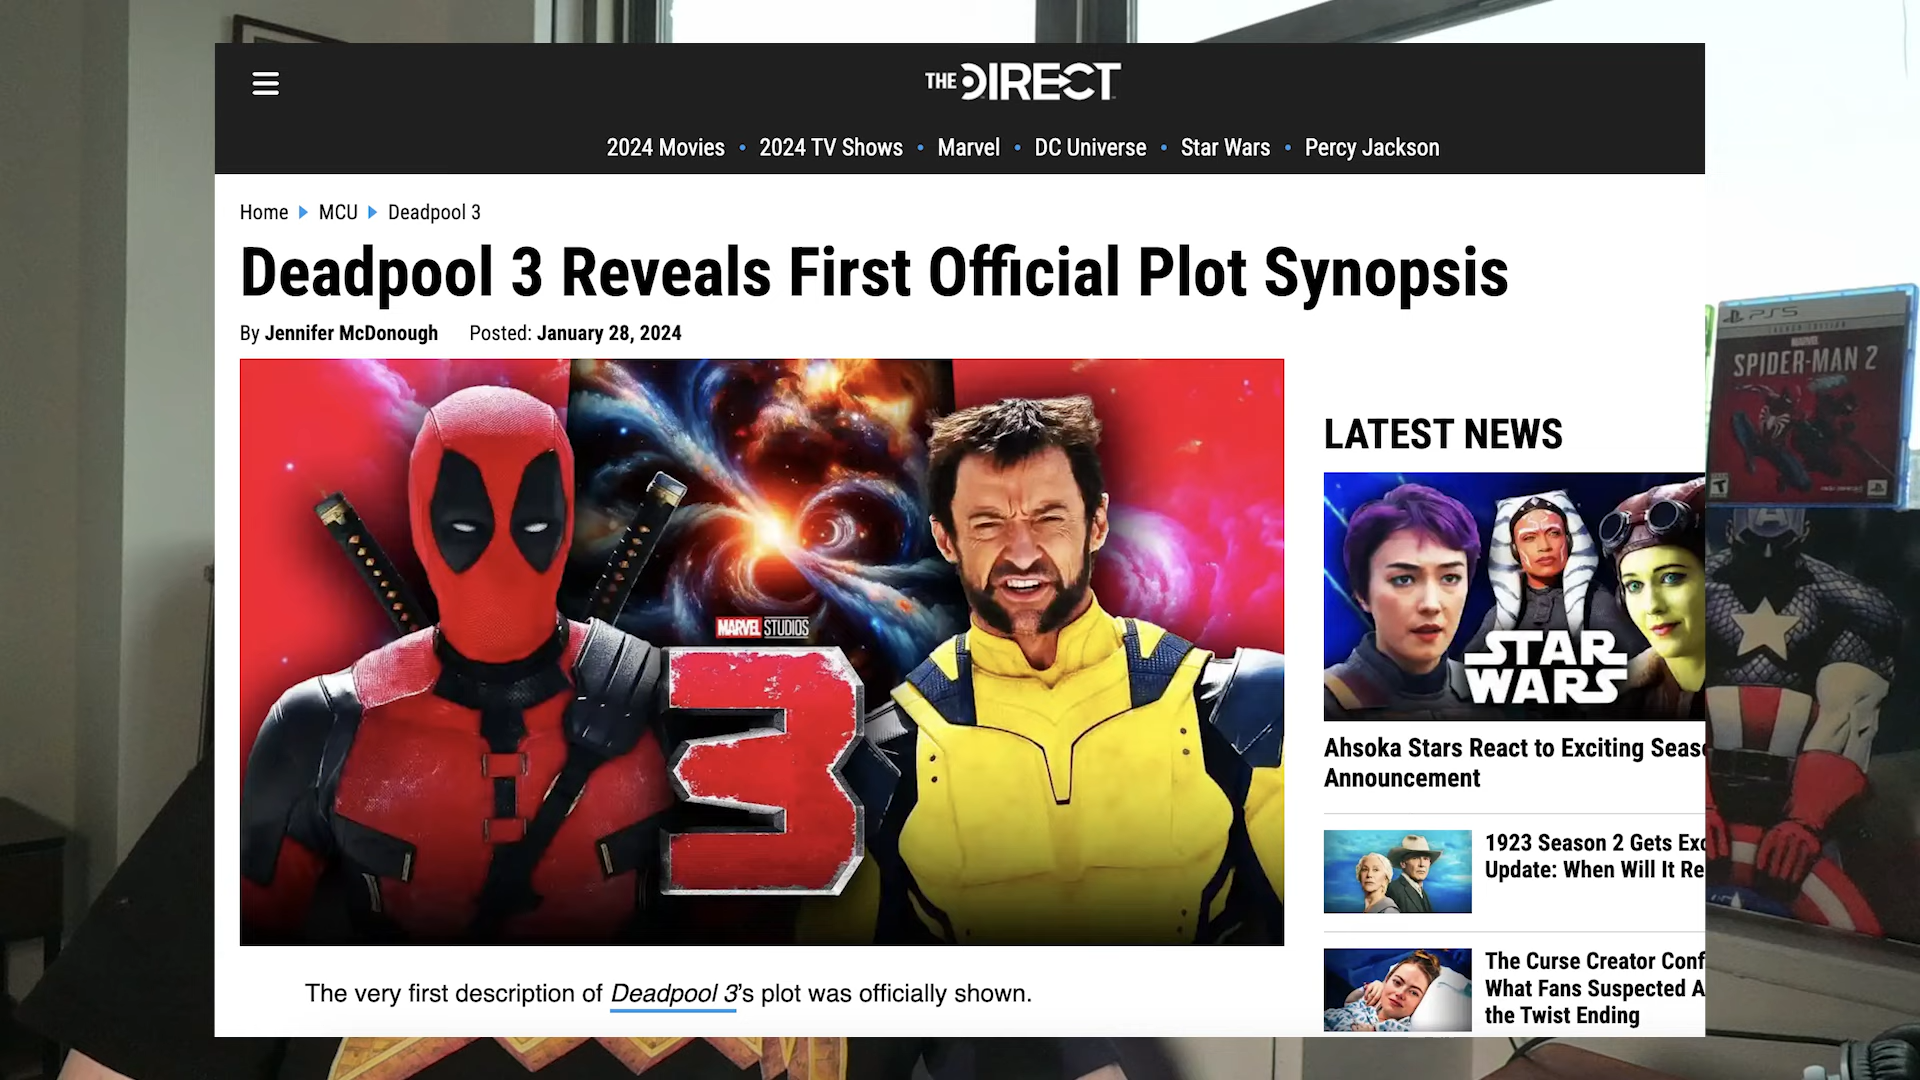 THE DIRECT
2024 Movies • 2024 TV Shows • Marvel • DC Universe • Star Wars • Percy Jackson
Home ▸ MCU ▸ Deadpool 3
Deadpool 3 Reveals First Official Plot Synopsis
By Jennifer McDonough Posted: January 28, 2024
MARVEL STUDIOS
3
The very first description of Deadpool 3's plot was officially shown.
LATEST NEWS
STAR
WARS
Ahsoka Stars React to Exciting Seas
Announcement
1923 Season 2 Gets Exc
Update: When Will It Re
The Curse Creator Conf
What Fans Suspected A
the Twist Ending
PS5
LAUNCH EDITION
MARVEL
SPIDER-MAN 2
T
A